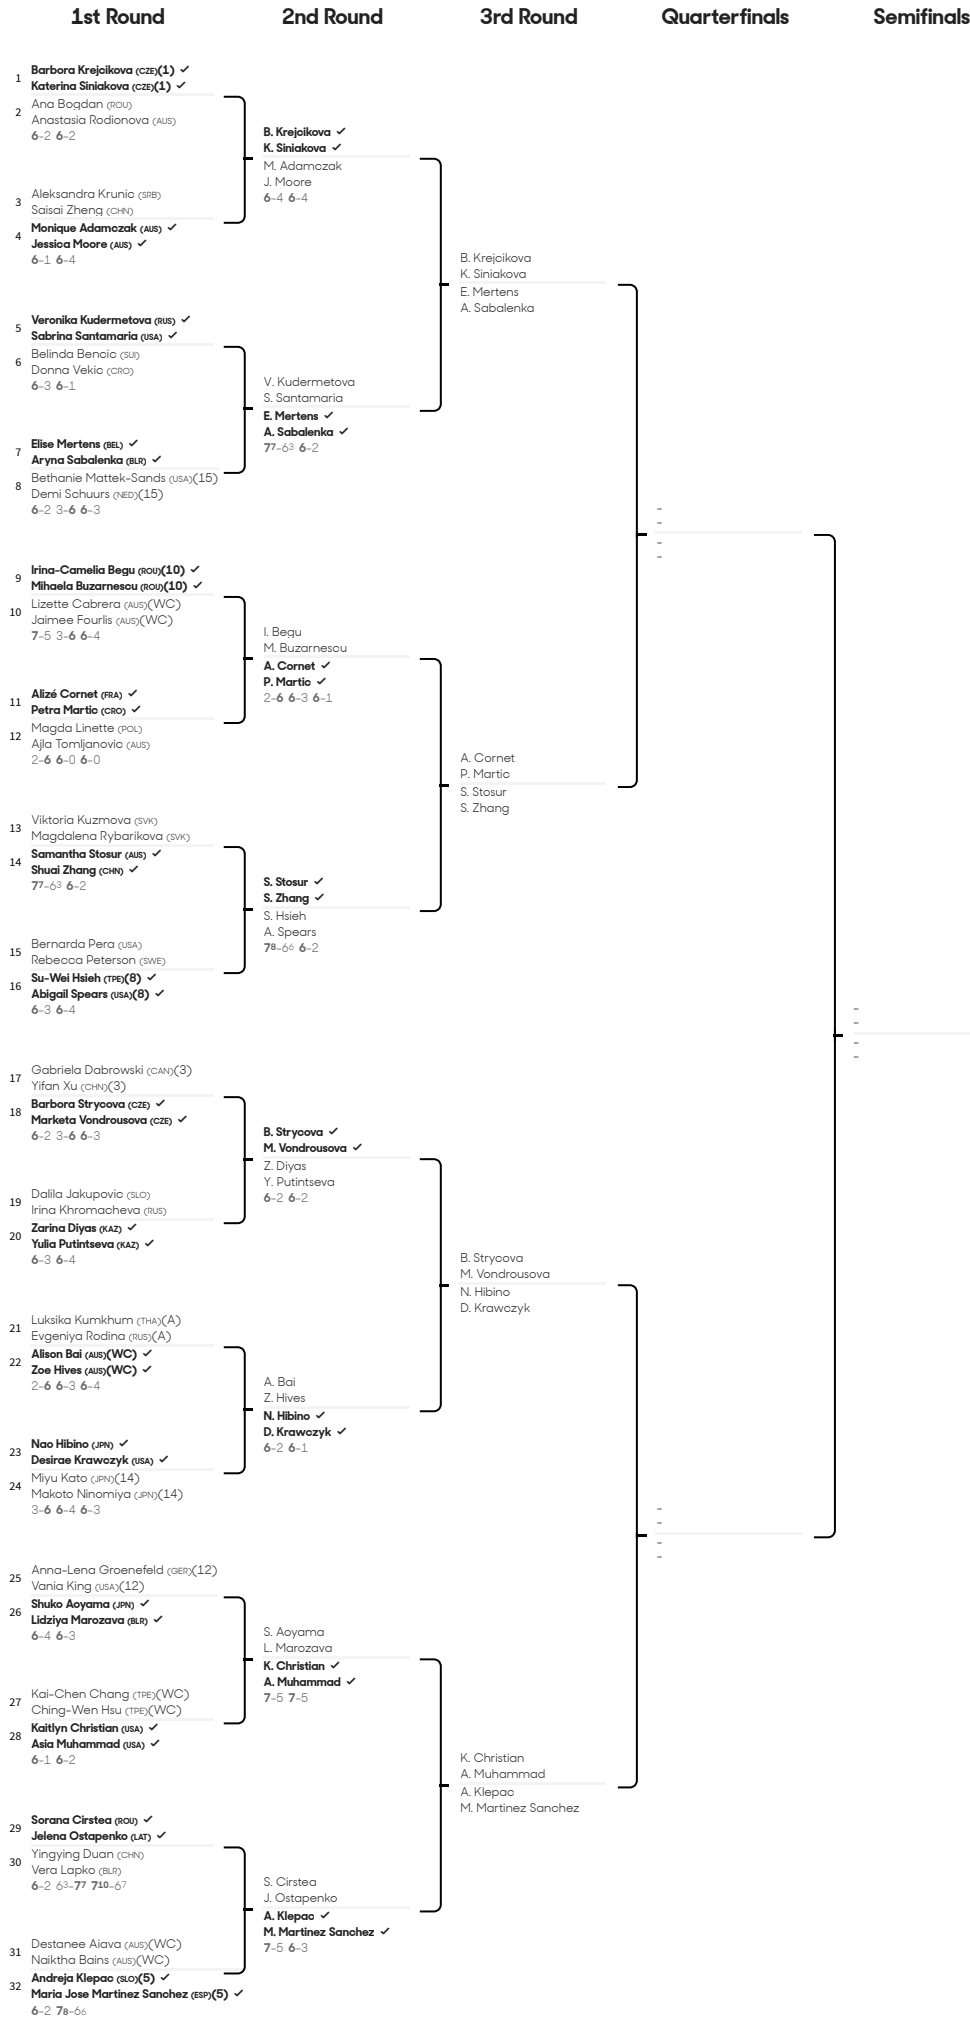 1st Round
2nd Round
3rd Round
Quarterfinals
Semifinals
1
Barbora Krejcikova (CZE)(1) ✓
Katerina Siniakova (CZE)(1) ✓
2
Ana Bogdan (ROU)
Anastasia Rodionova (AUS)
6-2 6-2
3
Aleksandra Krunic (SRB)
Saisai Zheng (CHN)
4
Monique Adamczak (AUS) ✓
Jessica Moore (AUS) ✓
6-1 6-4
5
Veronika Kudermetova (RUS) ✓
Sabrina Santamaria (USA) ✓
6
Belinda Bencic (SUI)
Donna Vekic (CRO)
6-3 6-1
7
Elise Mertens (BEL) ✓
Aryna Sabalenka (BLR) ✓
8
Bethanie Mattek-Sands (USA)(15)
Demi Schuurs (NED)(15)
6-2 3-6 6-3
9
Irina-Camelia Begu (ROU)(10) ✓
Mihaela Buzarnescu (ROU)(10) ✓
10
Lizette Cabrera (AUS)(WC)
Jaimee Fourlis (AUS)(WC)
7-5 3-6 6-4
11
Alizé Cornet (FRA) ✓
Petra Martic (CRO) ✓
12
Magda Linette (POL)
Ajla Tomljanovic (AUS)
2-6 6-0 6-0
13
Viktoria Kuzmova (SVK)
Magdalena Rybarikova (SVK)
14
Samantha Stosur (AUS) ✓
Shuai Zhang (CHN) ✓
7⁷-6³ 6-2
15
Bernarda Pera (USA)
Rebecca Peterson (SWE)
16
Su-Wei Hsieh (TPE)(8) ✓
Abigail Spears (USA)(8) ✓
6-3 6-4
17
Gabriela Dabrowski (CAN)(3)
Yifan Xu (CHN)(3)
18
Barbora Strycova (CZE) ✓
Marketa Vondrousova (CZE) ✓
6-2 3-6 6-3
19
Dalila Jakupovic (SLO)
Irina Khromacheva (RUS)
20
Zarina Diyas (KAZ) ✓
Yulia Putintseva (KAZ) ✓
6-3 6-4
21
Luksika Kumkhum (THA)(A)
Evgeniya Rodina (RUS)(A)
22
Alison Bai (AUS)(WC) ✓
Zoe Hives (AUS)(WC) ✓
2-6 6-3 6-4
23
Nao Hibino (JPN) ✓
Desirae Krawczyk (USA) ✓
24
Miyu Kato (JPN)(14)
Makoto Ninomiya (JPN)(14)
3-6 6-4 6-3
25
Anna-Lena Groenefeld (GER)(12)
Vania King (USA)(12)
26
Shuko Aoyama (JPN) ✓
Lidziya Marozava (BLR) ✓
6-4 6-3
27
Kai-Chen Chang (TPE)(WC)
Ching-Wen Hsu (TPE)(WC)
28
Kaitlyn Christian (USA) ✓
Asia Muhammad (USA) ✓
6-1 6-2
29
Sorana Cirstea (ROU) ✓
Jelena Ostapenko (LAT) ✓
30
Yingying Duan (CHN)
Vera Lapko (BLR)
6-2 6³-7⁷ 7¹⁰-6⁷
31
Destanee Aiava (AUS)(WC)
Naiktha Bains (AUS)(WC)
32
Andreja Klepac (SLO)(5) ✓
Maria Jose Martinez Sanchez (ESP)(5) ✓
6-2 7⁸-6⁶
B. Krejcikova ✓
K. Siniakova ✓
M. Adamczak
J. Moore
6-4 6-4
V. Kudermetova
S. Santamaria
E. Mertens ✓
A. Sabalenka ✓
7⁷-6³ 6-2
I. Begu
M. Buzarnescu
A. Cornet ✓
P. Martic ✓
2-6 6-3 6-1
S. Stosur ✓
S. Zhang ✓
S. Hsieh
A. Spears
7⁸-6⁶ 6-2
B. Strycova ✓
M. Vondrousova ✓
Z. Diyas
Y. Putintseva
6-2 6-2
A. Bai
Z. Hives
N. Hibino ✓
D. Krawczyk ✓
6-2 6-1
S. Aoyama
L. Marozava
K. Christian ✓
A. Muhammad ✓
7-5 7-5
S. Cirstea
J. Ostapenko
A. Klepac ✓
M. Martinez Sanchez ✓
7-5 6-3
B. Krejcikova
K. Siniakova
E. Mertens
A. Sabalenka
A. Cornet
P. Martic
S. Stosur
S. Zhang
B. Strycova
M. Vondrousova
N. Hibino
D. Krawczyk
K. Christian
A. Muhammad
A. Klepac
M. Martinez Sanchez
-
-
-
-
-
-
-
-
-
-
-
-